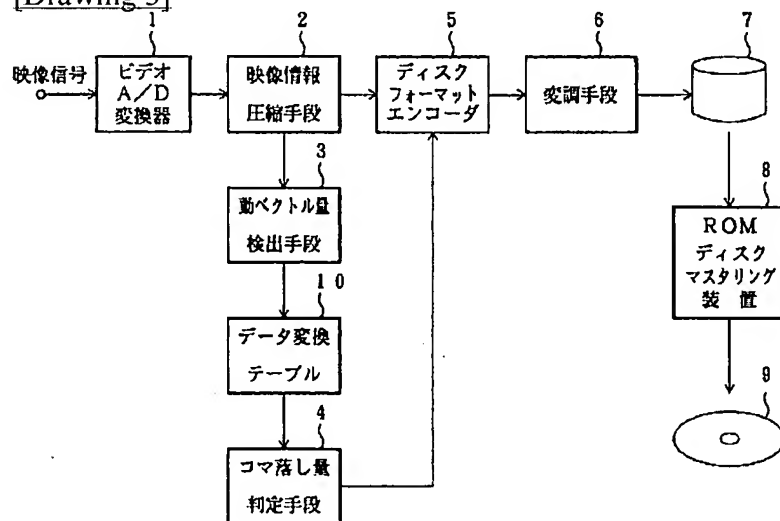 [Drawing 3]
1
2
5
6
7
映像信号
ビデオ
A/D
変換器
映像情報
圧縮手段
ディスク
フォーマット
エンコーダ
変調手段
3
動ベクトル量
検出手段
8
ROM
ディスク
マスタリング
装 置
10
データ変換
テーブル
9
4
コマ落し量
判定手段